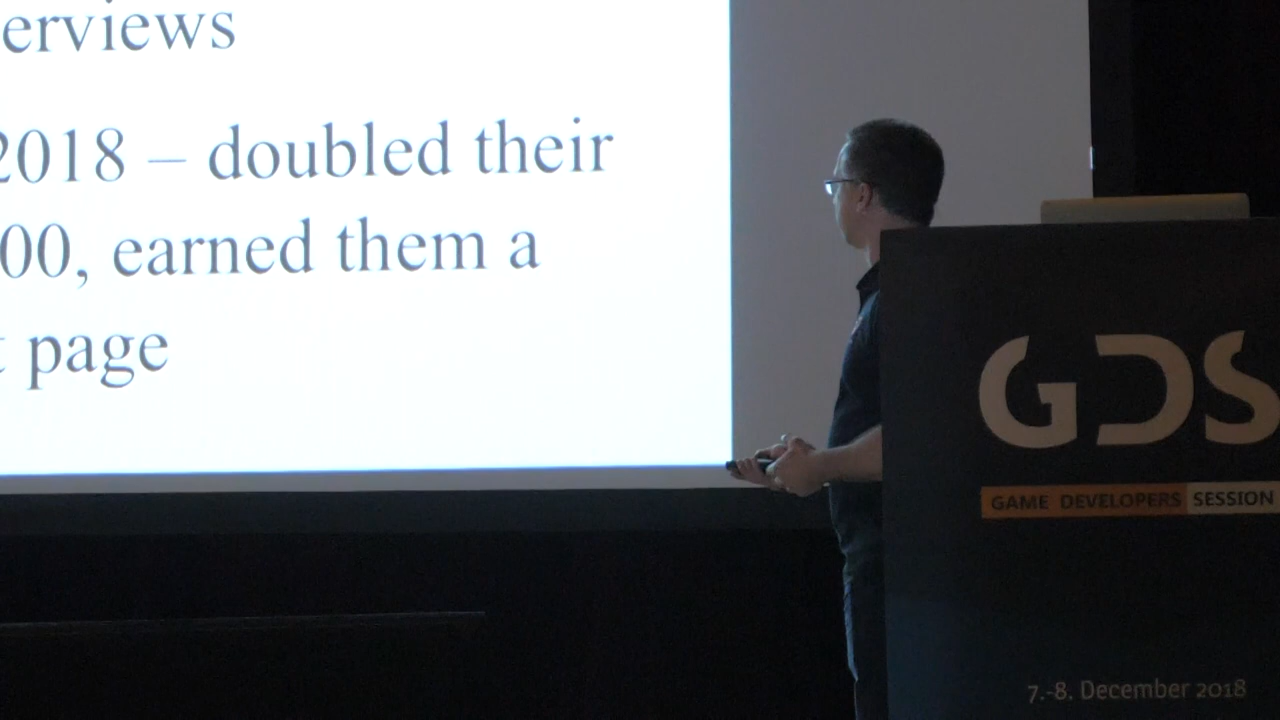 erviews
2018 – doubled their
00, earned them a
page
GDS
GAME DEVELOPERS SESSION
7.-8. December 2018